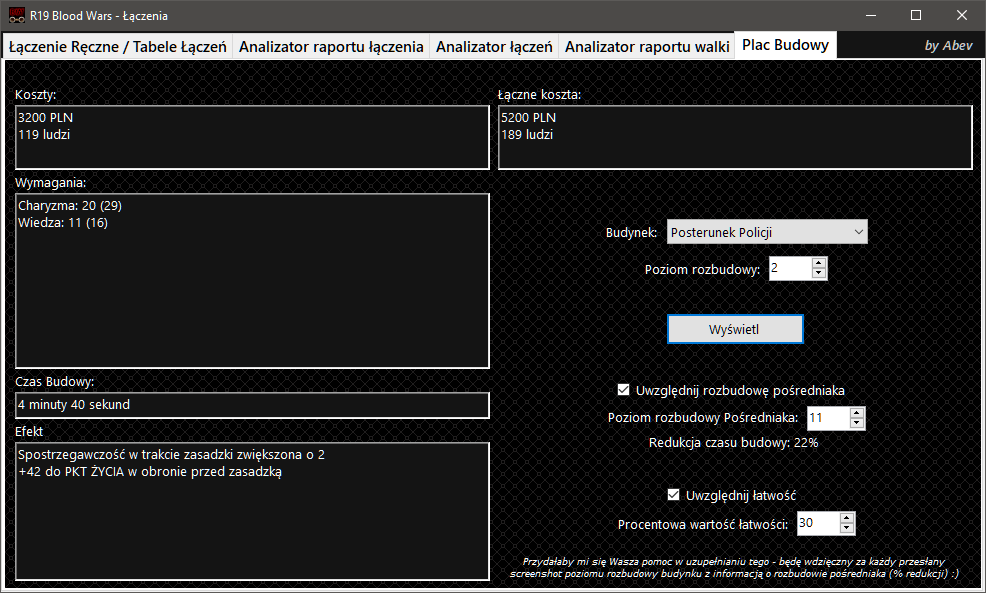 R19 Blood Wars - Łączenia
Łączenie Ręczne / Tabele Łączeń
Analizator raportu łączenia
Analizator łączeń
Analizator raportu walki
Plac Budowy
by Abev
Koszty:
3200 PLN
119 ludzi
Łączne koszta:
5200 PLN
189 ludzi
Wymagania:
Charyzma: 20 (29)
Wiedza: 11 (16)
Budynek:
Posterunek Policji
Poziom rozbudowy:
2
Wyświetl
Czas Budowy:
4 minuty 40 sekund
Efekt
Spostrzegawczość w trakcie zasadzki zwiększona o 2
+42 do PKT ŻYCIA w obronie przed zasadzką
Uwzględnij rozbudowę pośredniaka
Poziom rozbudowy Pośredniaka:
11
Redukcja czasu budowy: 22%
Uwzględnij łatwość
Procentowa wartość łatwości:
30
Przydałaby mi się Wasza pomoc w uzupełnianiu tego - będę wdzięczny za każdy przesłany
screenshot poziomu rozbudowy budynku z informacją o rozbudowie pośredniaka (% redukcji) :)